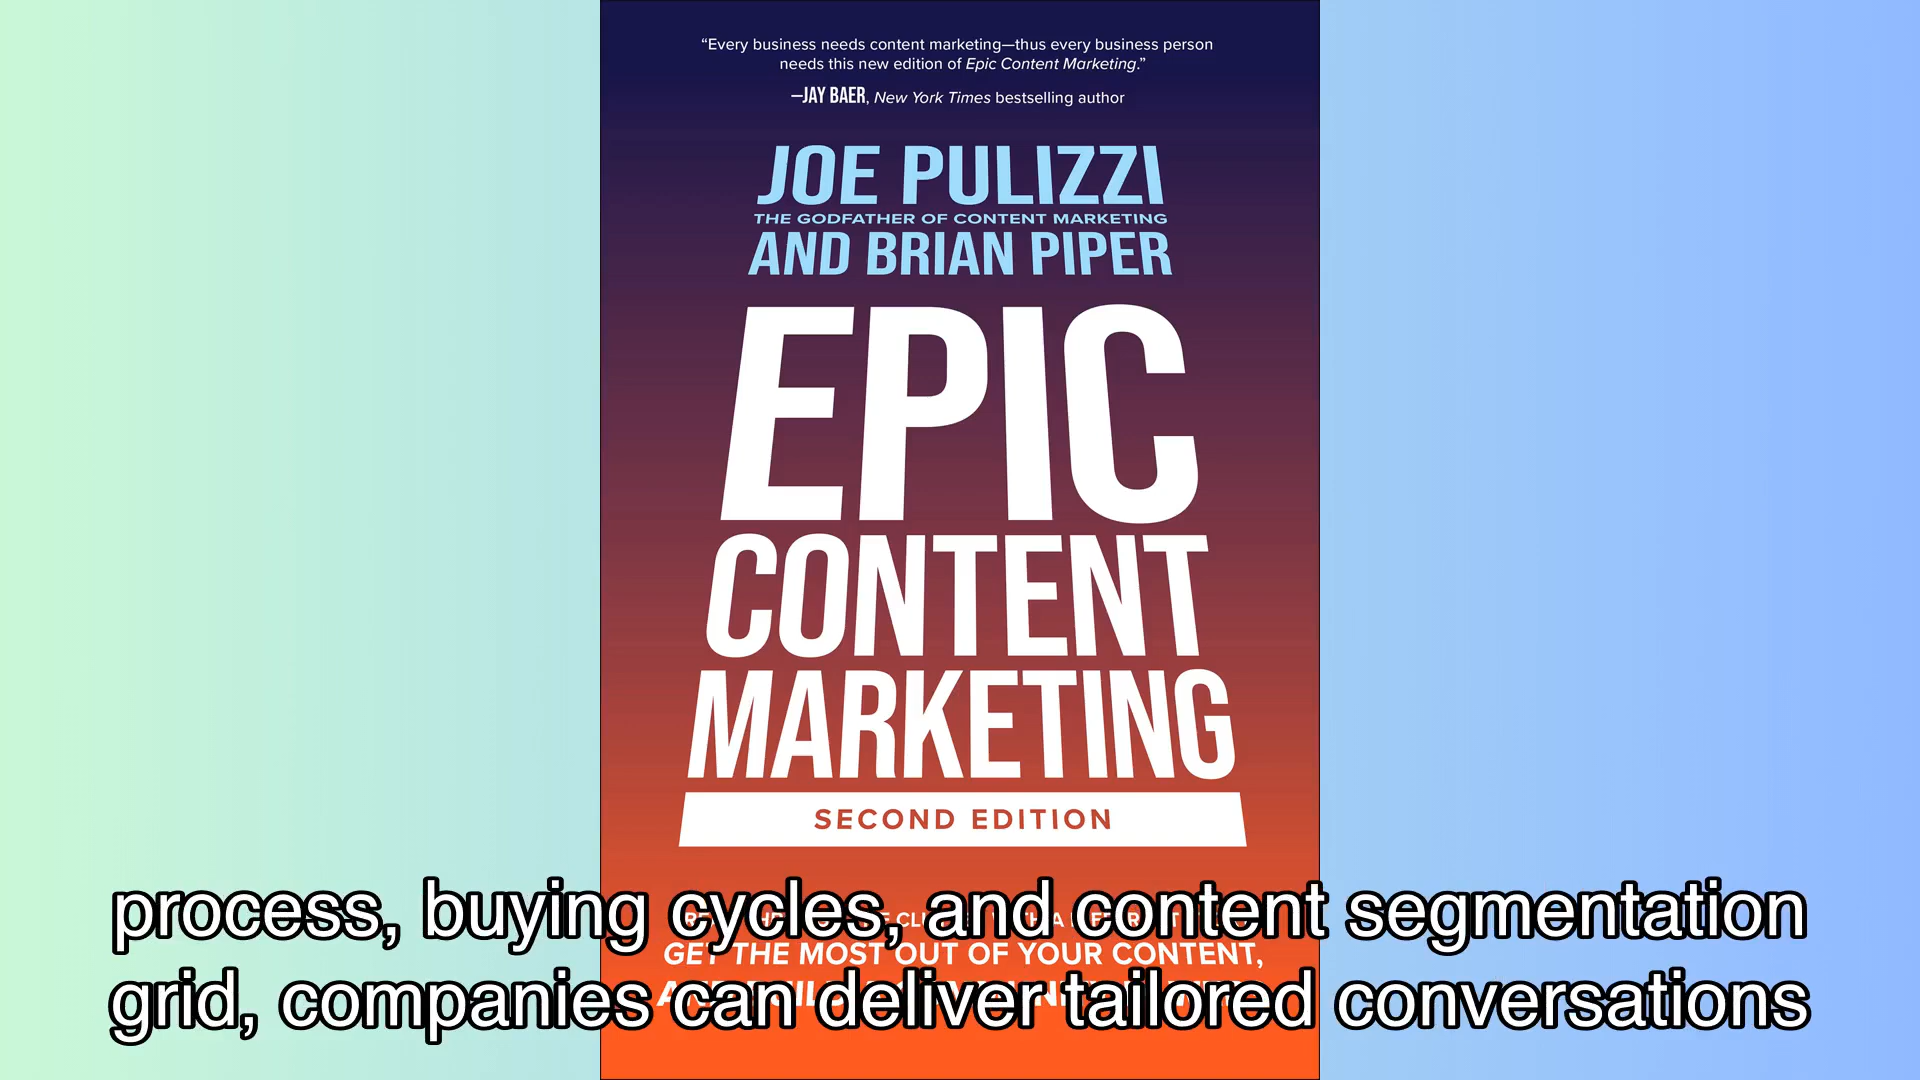 “Every business needs content marketing—thus every business person
needs this new edition of Epic Content Marketing.”
—JAY BAER, New York Times bestselling author
JOE PULIZZI
THE GODFATHER OF CONTENT MARKETING
AND BRIAN PIPER
EPIC
CONTENT
MARKETING
SECOND EDITION
GET THE MOST OUT OF YOUR CONTENT,
process, buying cycles, and content segmentation
grid, companies can deliver tailored conversations